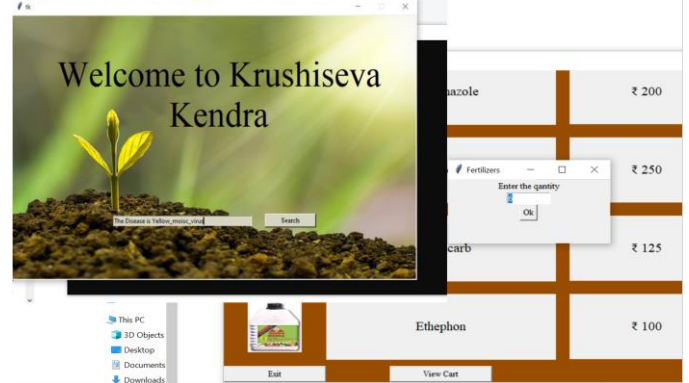 tk
Welcome to Krushiseva
Kendra
The Disease is Yellow_msisc_virus
Search
nazole
₹ 200
₹ 250
Fertilizers
Enter the qantity
Ok
carb
₹ 125
Ethephon
₹ 100
Exit
View Cart
This PC
3D Objects
Desktop
Documents
Downloads